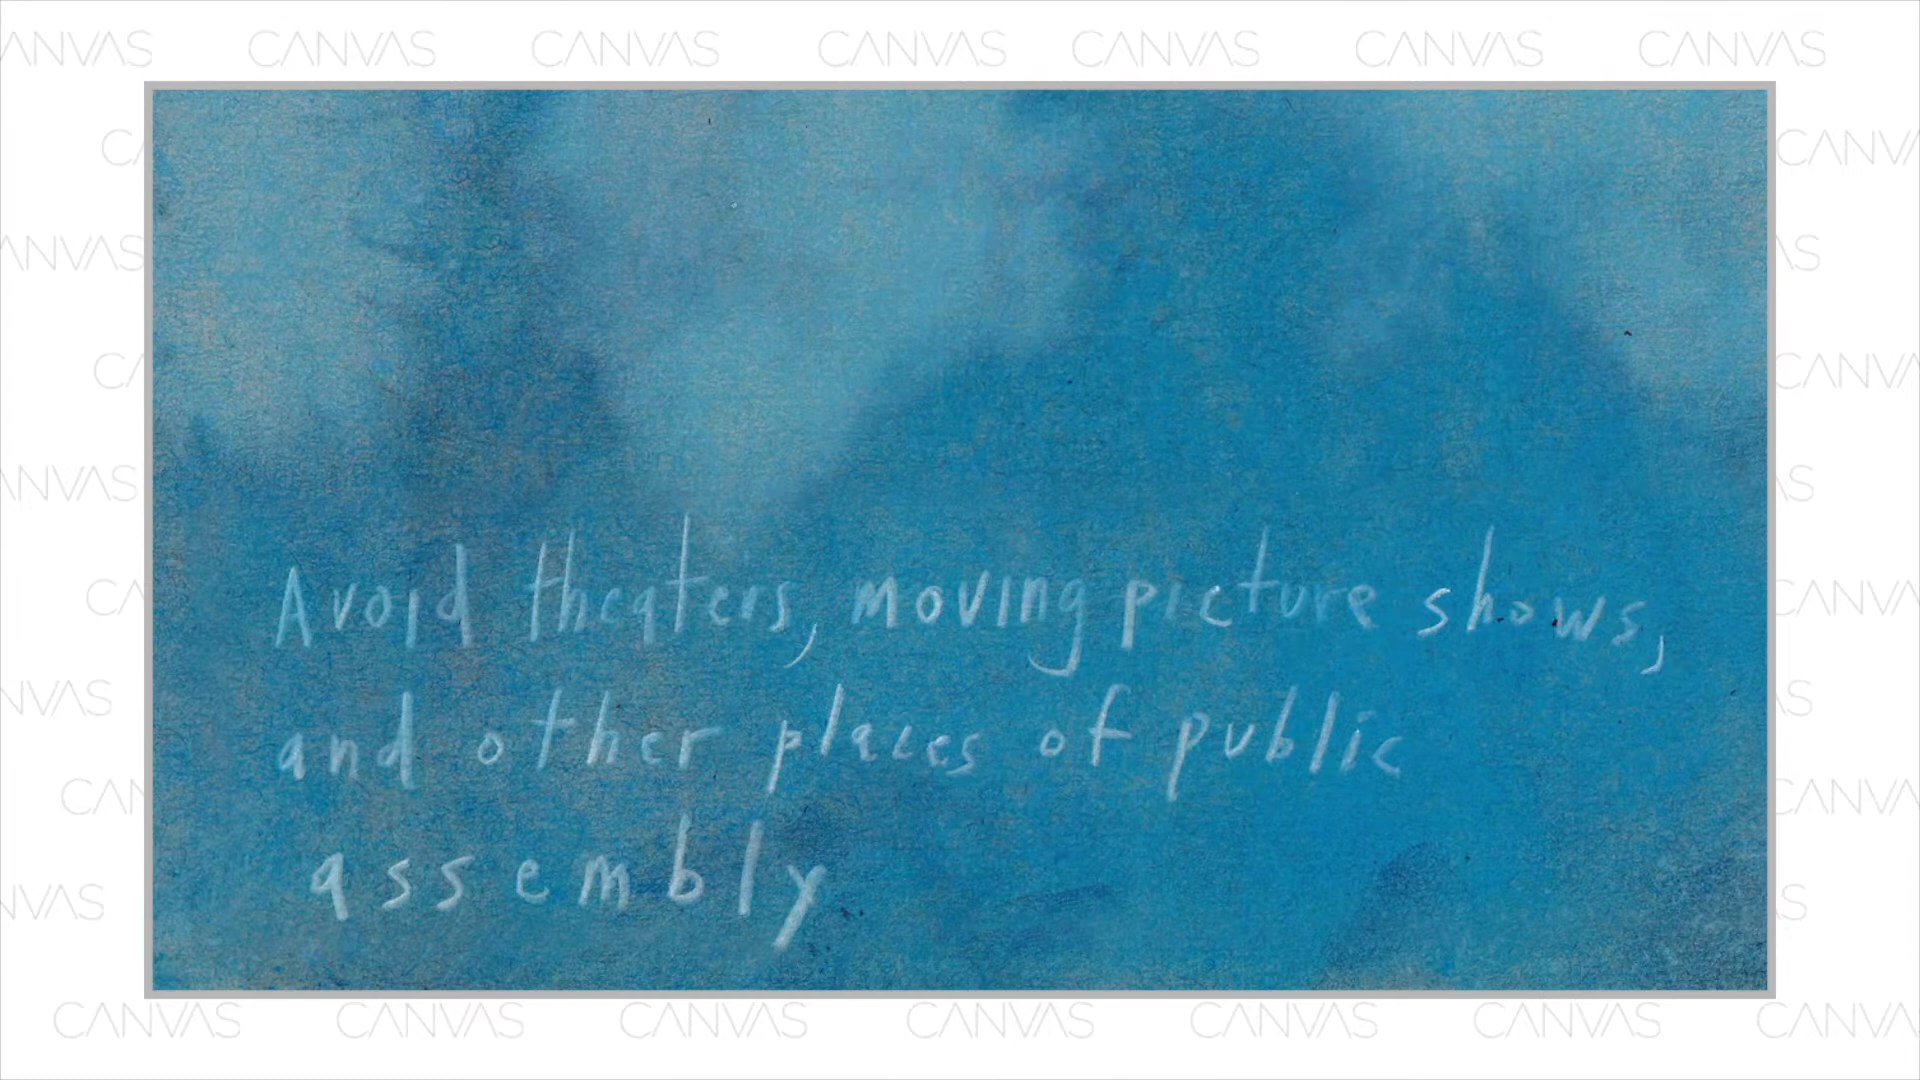 CANVAS CANVAS CANVAS CANVAS CANVAS CANVAS CANVAS
Avoid theaters, moving picture shows,
and other places of public
assembly
CANVAS CANVAS CANVAS CANVAS CANVAS CANVAS CANVAS